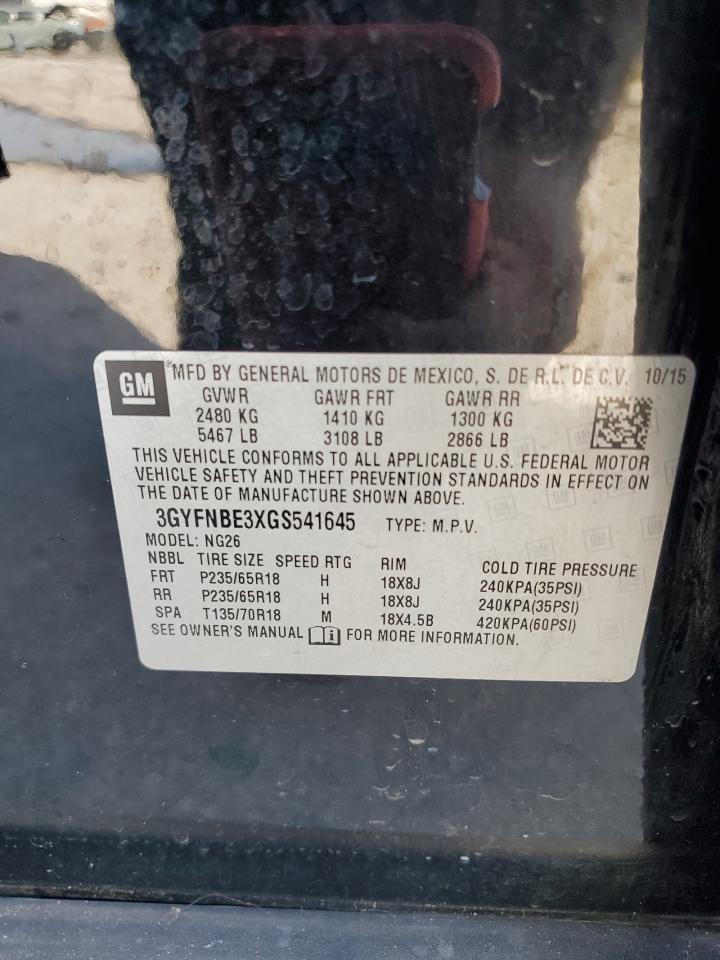 GM
®MFD BY GENERAL MOTORS DE MEXICO, S. DE R.L. DE C.V. 10/15
GVWR GAWR FRT GAWR RR
2480 KG 1410 KG 1300 KG
5467 LB 3108 LB 2866 LB
THIS VEHICLE CONFORMS TO ALL APPLICABLE U.S. FEDERAL MOTOR
VEHICLE SAFETY AND THEFT PREVENTION STANDARDS IN EFFECT ON
THE DATE OF MANUFACTURE SHOWN ABOVE.
3GYFNBE3XGS541645 TYPE: M.P.V.
MODEL: NG26
NBBL TIRE SIZE SPEED RTG RIM COLD TIRE PRESSURE
FRT P235/65R18 H 18X8J 240KPA(35PSI)
RR P235/65R18 H 18X8J 240KPA(35PSI)
SPA T135/70R18 M 18X4.5B 420KPA(60PSI)
SEE OWNER'S MANUAL FOR MORE INFORMATION.